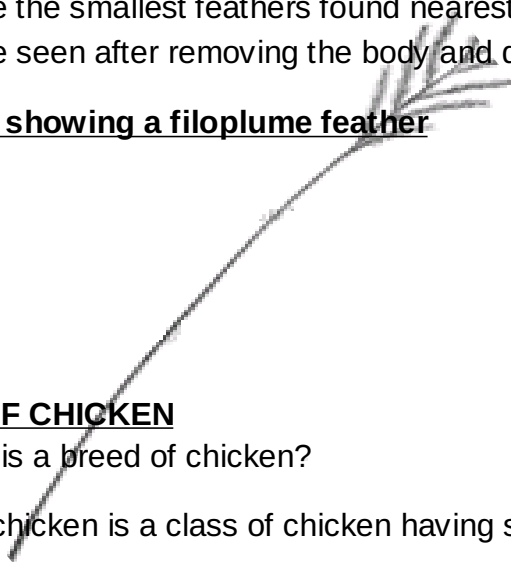 e the smallest feathers found nearest
e seen after removing the body and d
showing a filoplume feather
F CHICKEN
is a breed of chicken?
chicken is a class of chicken having s